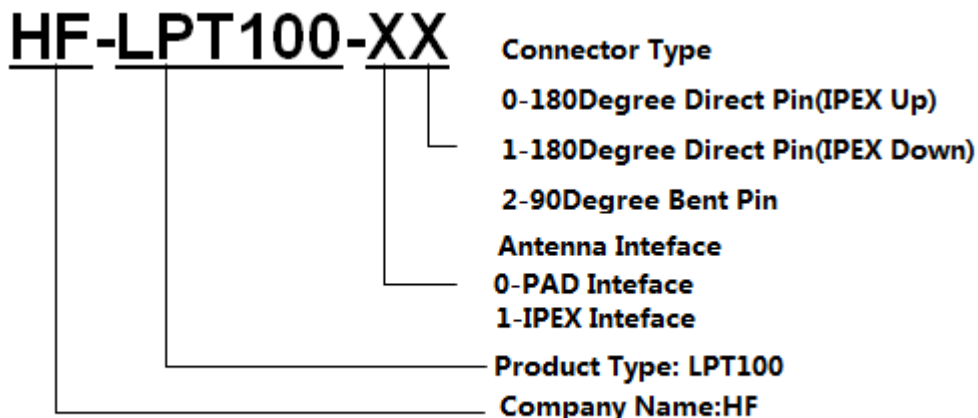 HF-LPT100-XX
Connector Type
0-180Degree Direct Pin(IPEX Up)
1-180Degree Direct Pin(IPEX Down)
2-90Degree Bent Pin
Antenna Inteface
0-PAD Inteface
1-IPEX Inteface
Product Type: LPT100
Company Name:HF